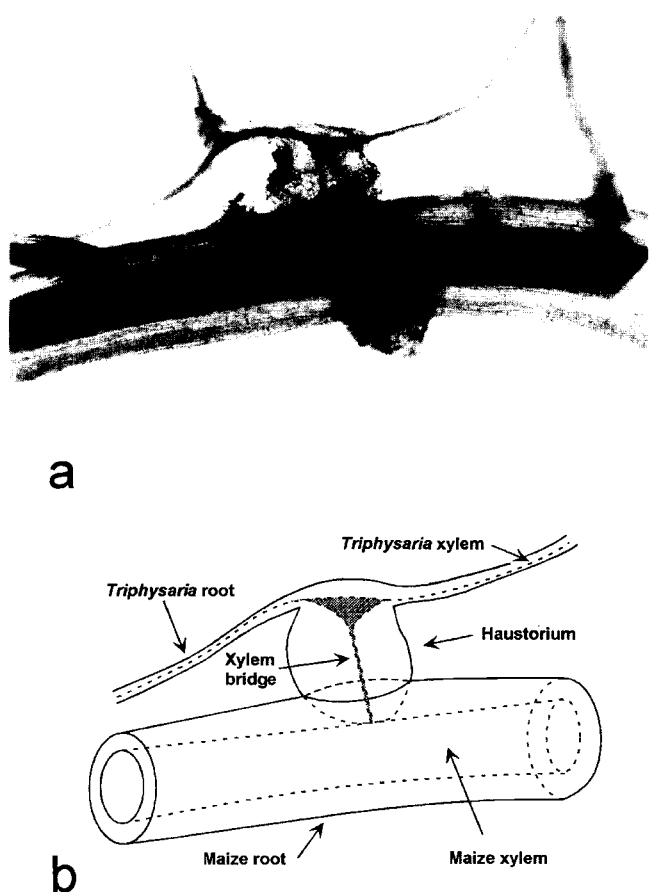 a
Triphysaria xylem
Triphysaria root
Haustorium
Xylem
bridge
Maize root
Maize xylem
b